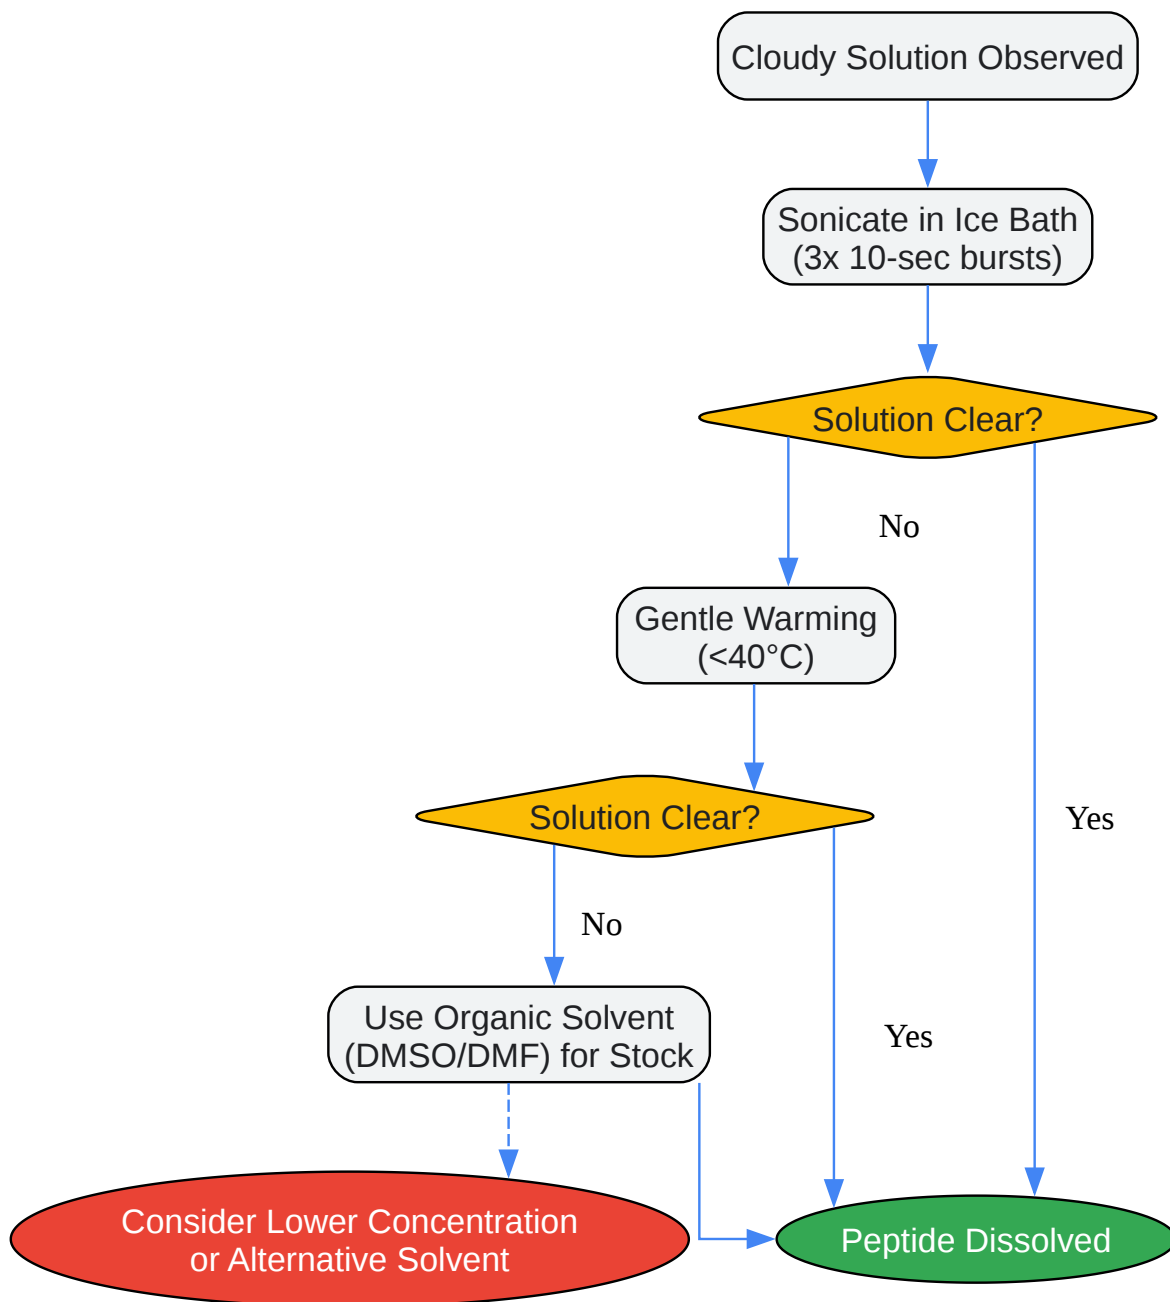 Cloudy Solution Observed
Sonicate in Ice Bath
(3x 10-sec bursts)
Solution Clear?
No
Gentle Warming
(<40°C)
Yes
Solution Clear?
No
Use Organic Solvent
(DMSO/DMF) for Stock
Yes
Consider Lower Concentration
or Alternative Solvent
Peptide Dissolved